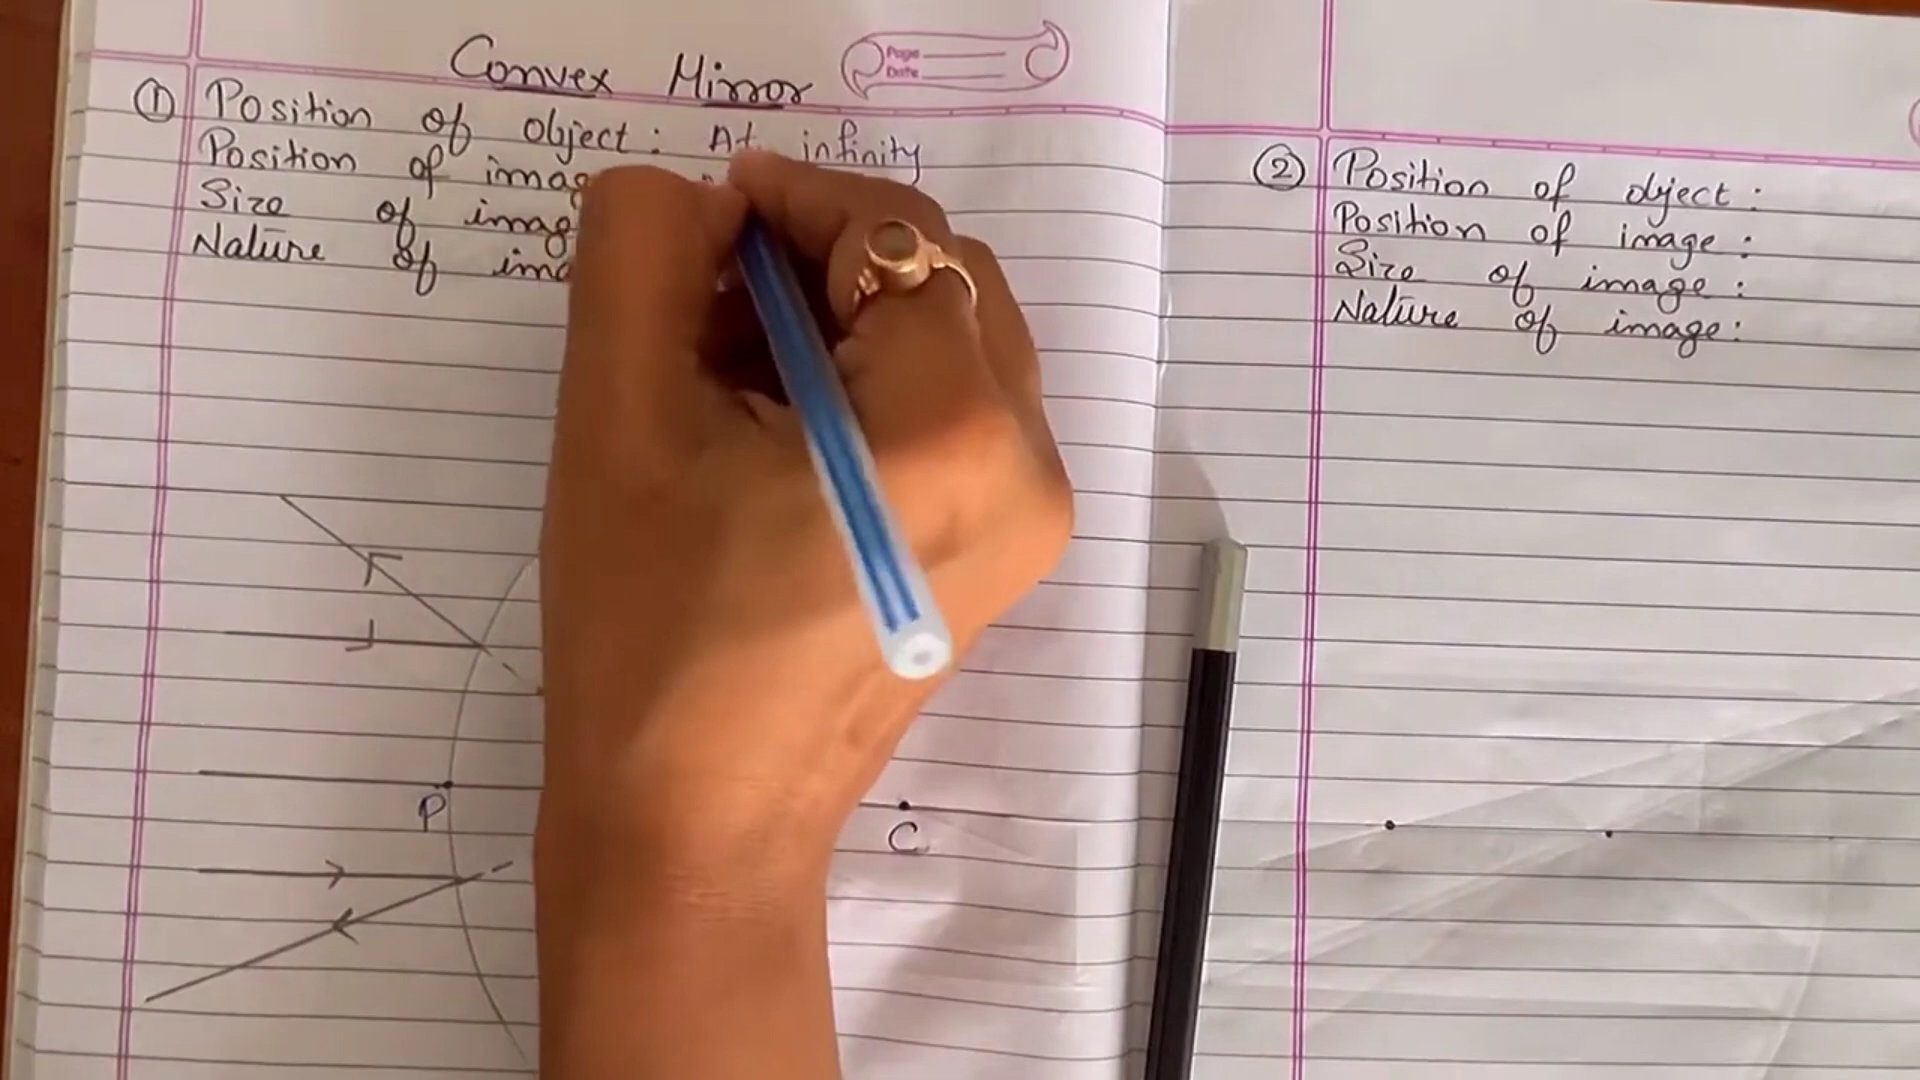 Convex Mirror
Page
Date
① Position of object: At infinity
Position of
Size of
Nature of
P
C
② Position of object:
Position of image:
Size of image:
Nature of image: